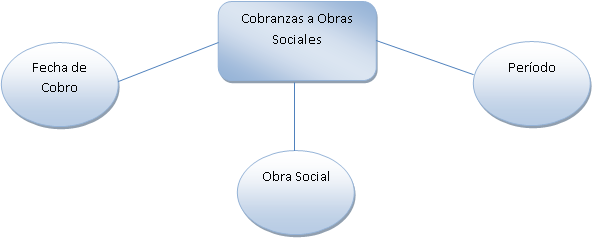 Cobranzas a Obras
Sociales
Fecha de
Cobro
Período
Obra Social